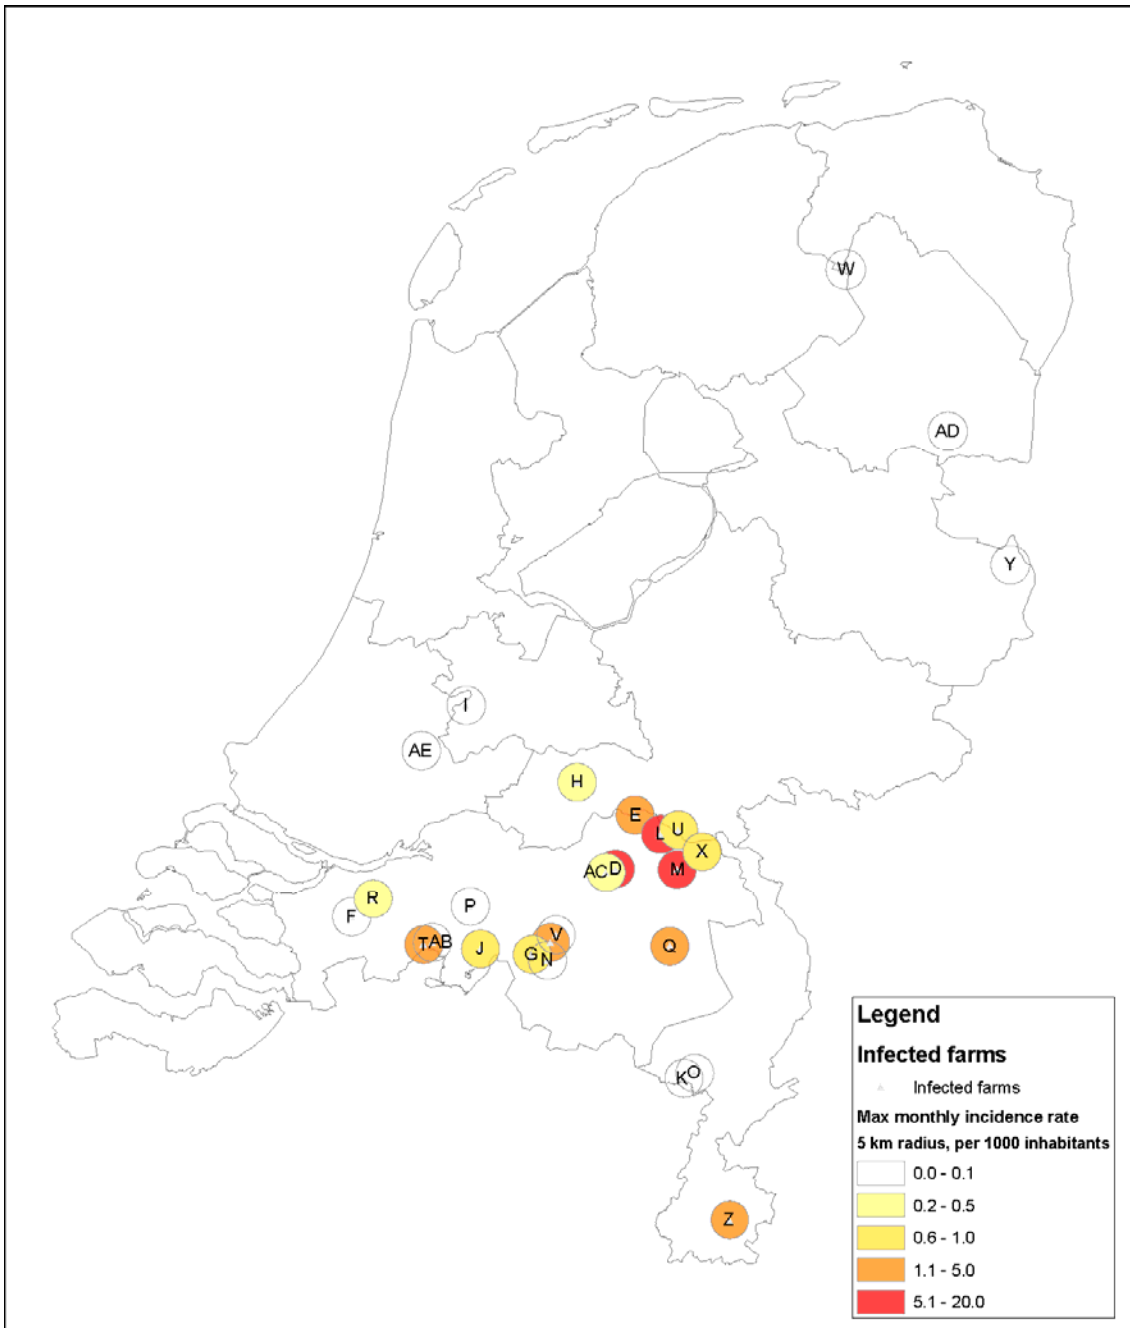 W
AD
Y
I
AE
H
E
L U
X
AC D M
R
F P
T AB J G V N Q
K O
Z
Legend
Infected farms
Infected farms
Max monthly incidence rate
5 km radius, per 1000 inhabitants
0.0 - 0.1
0.2 - 0.5
0.6 - 1.0
1.1 - 5.0
5.1 - 20.0